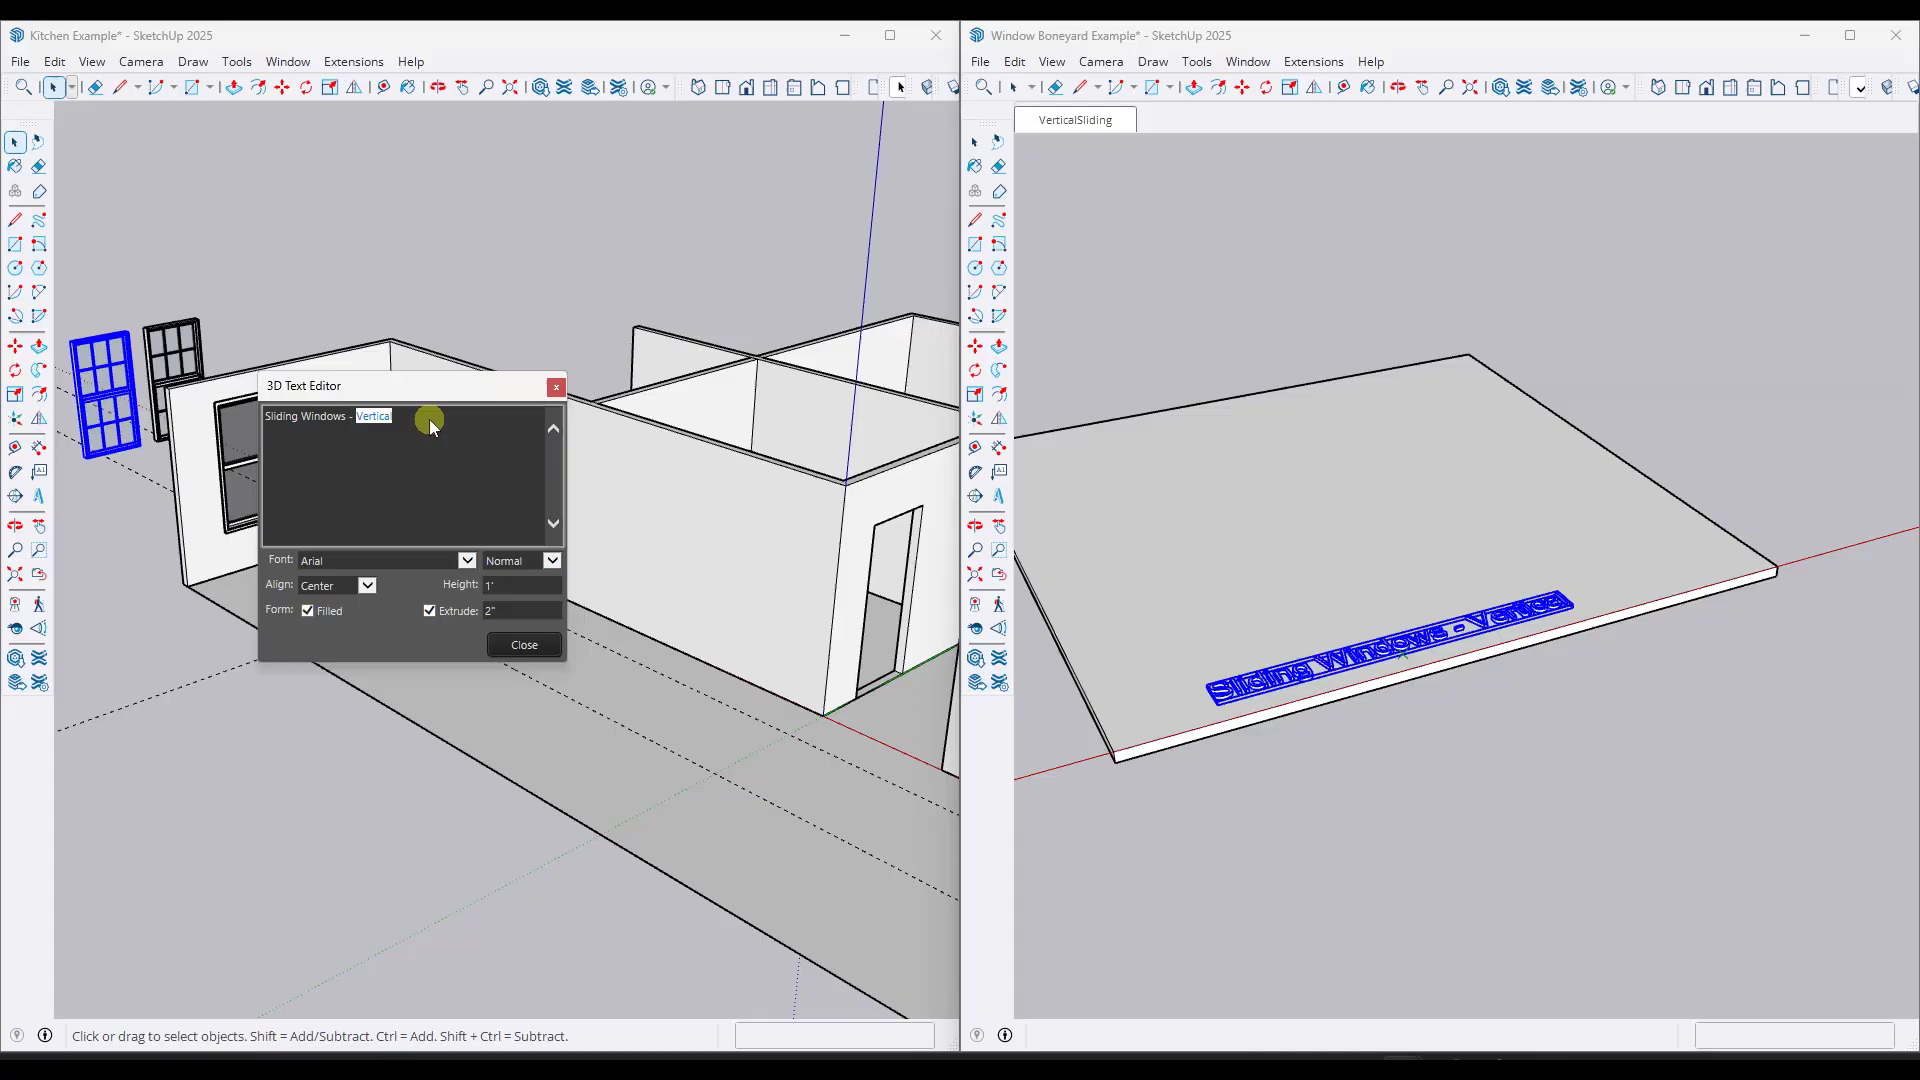 Kitchen Example* - SketchUp 2025
File Edit View Camera Draw Tools Window Extensions Help
3D Text Editor
Sliding Windows - Vertical
Font: Arial Normal
Align: Center Height: 1'
Form: Filled Extrude: 2"
Close
Click or drag to select objects. Shift = Add/Subtract. Ctrl = Add. Shift + Ctrl = Subtract.
Window Boneyard Example* - SketchUp 2025
File Edit View Camera Draw Tools Window Extensions Help
VerticalSliding
Sliding Windows - Vertical